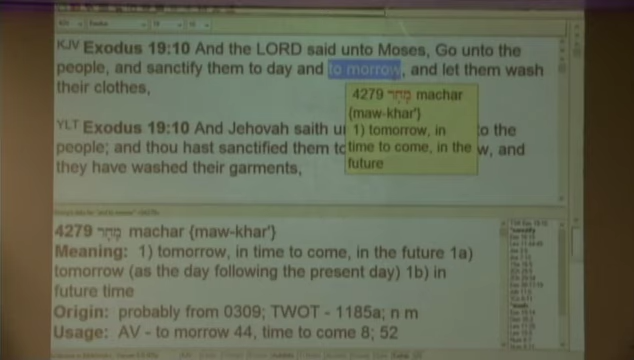 KJV Exodus 19:10 And the LORD said unto Moses, Go unto the
people, and sanctify them to day and to morrow, and let them wash
their clothes,
4279 מָחָר machar
{maw-khar'}
1) tomorrow, in
time to come, in the
future
YLT Exodus 19:10 And Jehovah saith u o the
people; and thou hast sanctified them to w, and
they have washed their garments,
4279 מָחָר machar {maw-khar'}
Meaning: 1) tomorrow, in time to come, in the future 1a)
tomorrow (as the day following the present day) 1b) in
future time
Origin: probably from 0309; TWOT - 1185a; n m
Usage: AV - to morrow 44, time to come 8; 52